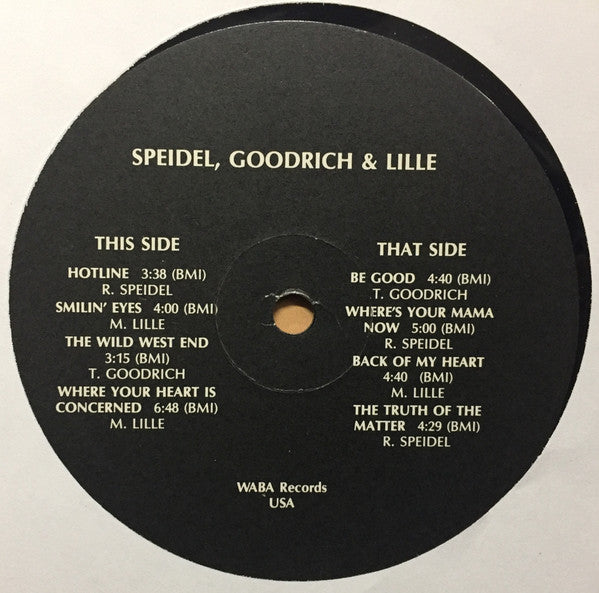 SPEIDEL, GOODRICH & LILLE
THIS SIDE
HOTLINE 3:38 (BMI)
R. SPEIDEL
SMILIN' EYES 4:00 (BMI)
M. LILLE
THE WILD WEST END
3:15 (BMI)
T. GOODRICH
WHERE YOUR HEART IS
CONCERNED 6:48 (BMI)
M. LILLE
THAT SIDE
BE GOOD 4:40 (BMI)
T. GOODRICH
WHERE'S YOUR MAMA
NOW 5:00 (BMI)
R. SPEIDEL
BACK OF MY HEART
4:40 (BMI)
M. LILLE
THE TRUTH OF THE
MATTER 4:29 (BMI)
R. SPEIDEL
WABA Records
USA